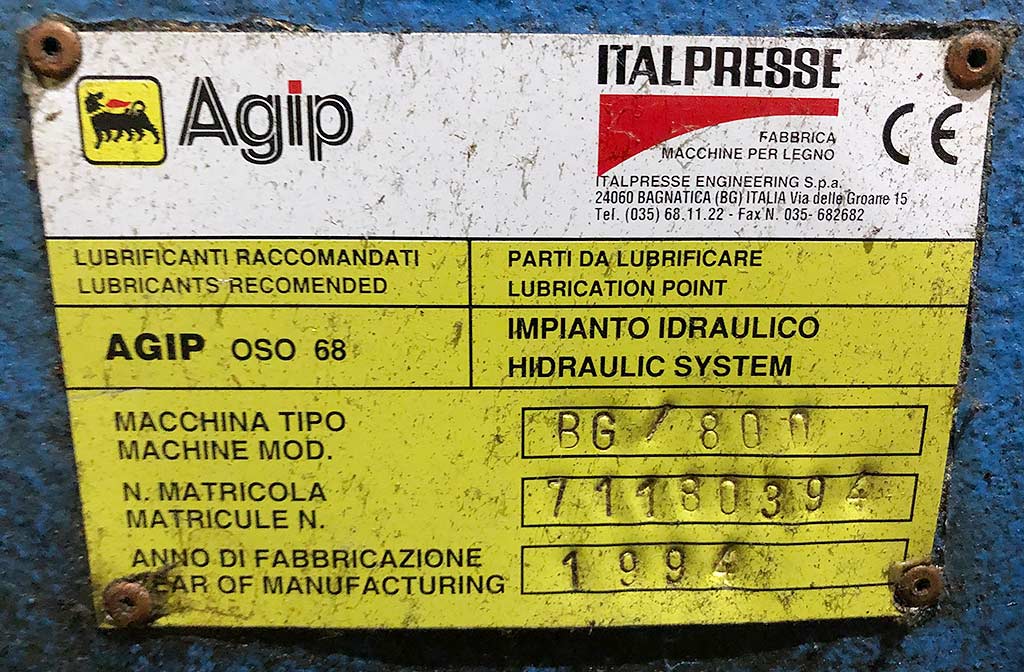 Agip
ITALPRESSE
FABBRICA
MACCHINE PER LEGNO
CE
ITALPRESSE ENGINEERING S.p.a.
24060 BAGNATICA (BG) ITALIA Via delle Groane 15
Tel. (035) 68.11.22 - Fax N. 035- 682682
LUBRIFICANTI RACCOMANDATI
LUBRICANTS RECOMENDED
PARTI DA LUBRIFICARE
LUBRICATION POINT
AGIP OSO 68
IMPIANTO IDRAULICO
HIDRAULIC SYSTEM
MACCHINA TIPO
MACHINE MOD.
BG/800
N. MATRICOLA
MATRICULE N.
71180394
ANNO DI FABBRICAZIONE
YEAR OF MANUFACTURING
1994